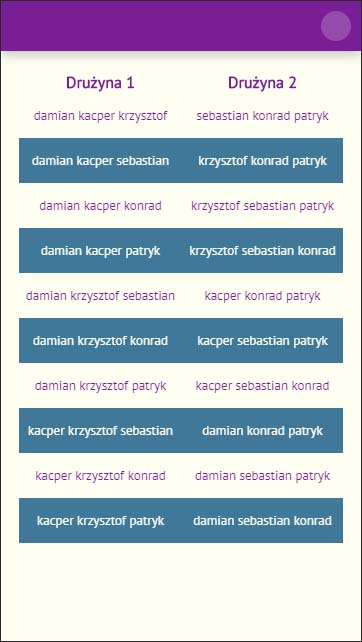 Drużyna 1 Drużyna 2
damian kacper krzysztof sebastian konrad patryk
damian kacper sebastian krzysztof konrad patryk
damian kacper konrad krzysztof sebastian patryk
damian kacper patryk krzysztof sebastian konrad
damian krzysztof sebastian kacper konrad patryk
damian krzysztof konrad kacper sebastian patryk
damian krzysztof patryk kacper sebastian konrad
kacper krzysztof sebastian damian konrad patryk
kacper krzysztof konrad damian sebastian patryk
kacper krzysztof patryk damian sebastian konrad